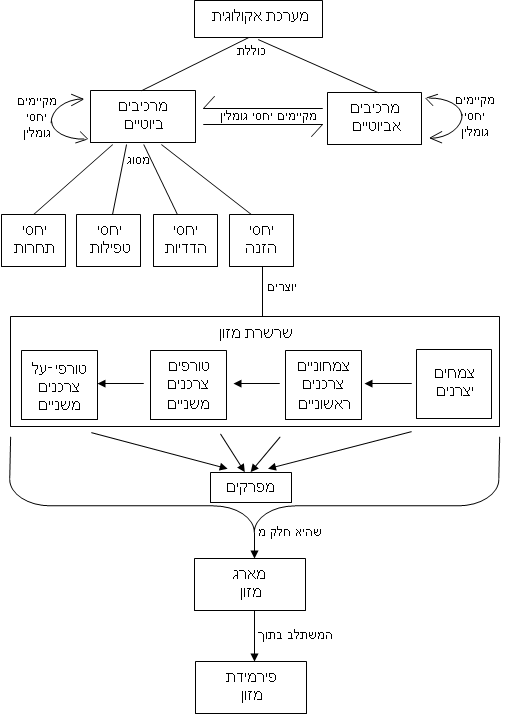 מערכת אקולוגית
כוללת
מרכיבים
אביוטיים
מקיימים
יחסי
גומלין
מקיימים יחסי גומלין
מרכיבים
ביוטיים
מקיימים
יחסי
גומלין
מסוג
יחסי
הזנה
יחסי
הדדיות
יחסי
טפילות
יחסי
תחרות
יוצרים
שרשרת מזון
צמחים
יצרנים
צמחוניים
צרכנים
ראשוניים
טורפים
צרכנים
משניים
טורפי-על
צרכנים
משניים
מפרקים
שהיא חלק מ
מארג
מזון
המשתלב בתוך
פירמידת
מזון